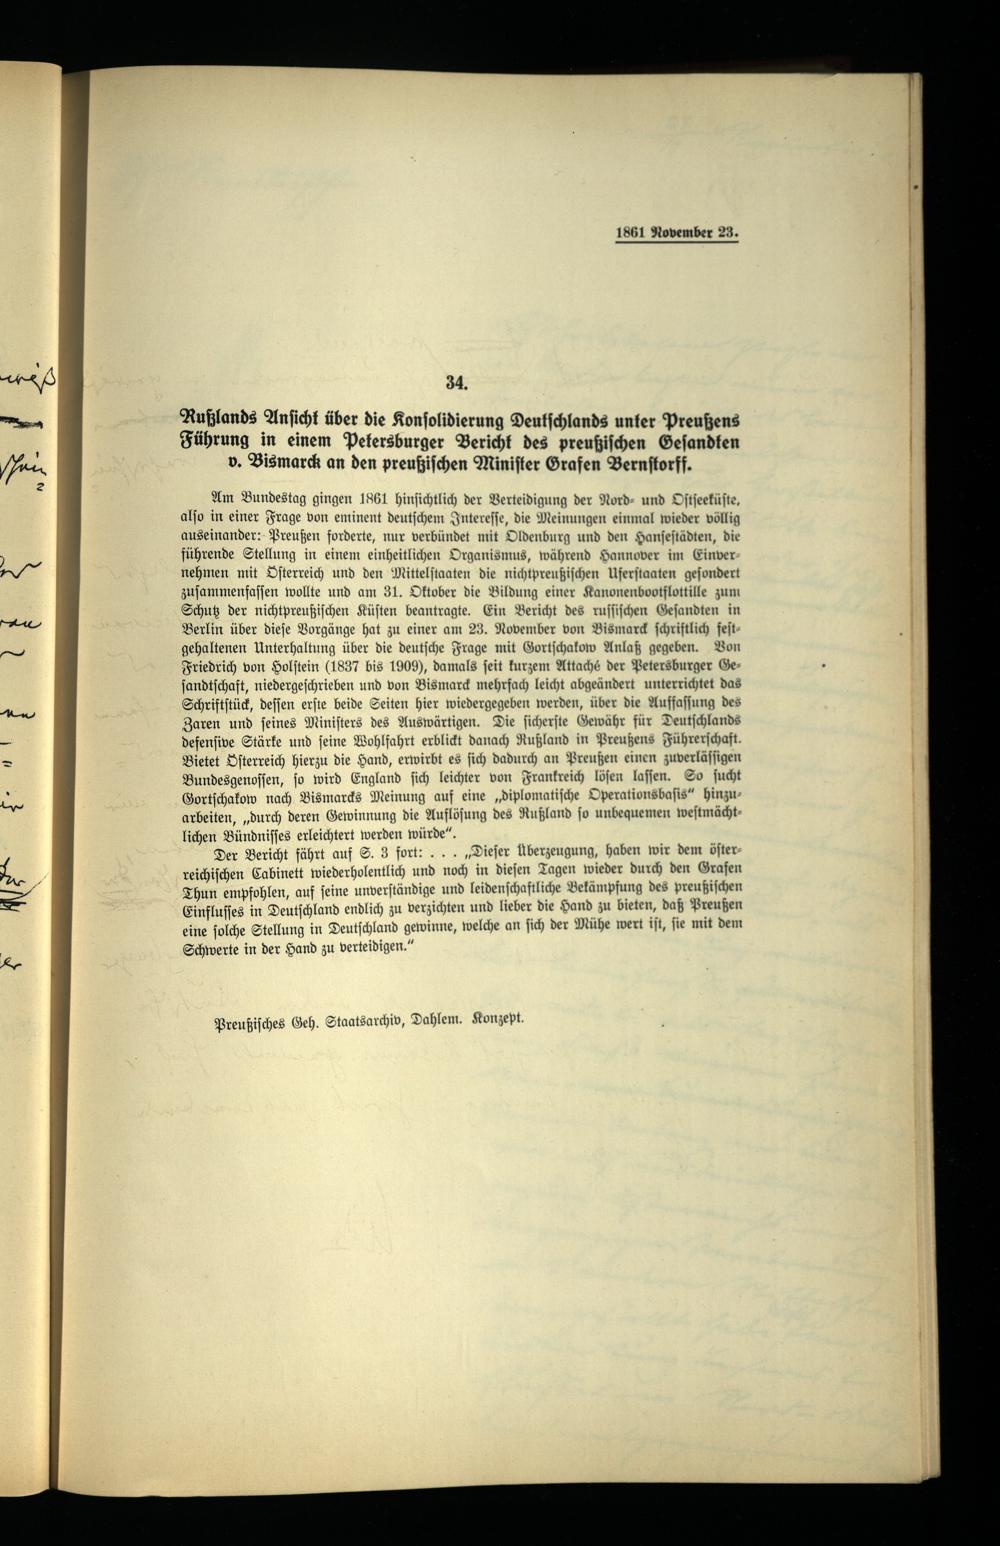 1861 November 23.
34.
Rußlands Ansicht über die Konsolidierung Deutschlands unter Preußens
Führung in einem Petersburger Bericht des preußischen Gesandten
v. Bismarck an den preußischen Minister Grafen Bernstorff.
Am Bundestag gingen 1861 hinsichtlich der Verteidigung der Nord- und Ostseeküste,
also in einer Frage von eminent deutschem Interesse, die Meinungen einmal wieder völlig
auseinander: Preußen forderte, nur verbündet mit Oldenburg und den Hansestädten, die
führende Stellung in einem einheitlichen Organismus, während Hannover im Einver-
nehmen mit Österreich und den Mittelstaaten die nichtpreußischen Uferstaaten gesondert
zusammenfassen wollte und am 31. Oktober die Bildung einer Kanonenbootflottille zum
Schutz der nichtpreußischen Küsten beantragte. Ein Bericht des russischen Gesandten in
Berlin über diese Vorgänge hat zu einer am 23. November von Bismarck schriftlich fest-
gehaltenen Unterhaltung über die deutsche Frage mit Gortschakow Anlaß gegeben. Von
Friedrich von Holstein (1837 bis 1909), damals seit kurzem Attaché der Petersburger Ge-
sandtschaft, niedergeschrieben und von Bismarck mehrfach leicht abgeändert unterrichtet das
Schriftstück, dessen erste beide Seiten hier wiedergegeben werden, über die Auffassung des
Zaren und seines Ministers des Auswärtigen. Die sicherste Gewähr für Deutschlands
defensive Stärke und seine Wohlfahrt erblickt danach Rußland in Preußens Führerschaft.
Bietet Österreich hierzu die Hand, erwirbt es sich dadurch an Preußen einen zuverlässigen
Bundesgenossen, so wird England sich leichter von Frankreich lösen lassen. So sucht
Gortschakow nach Bismarcks Meinung auf eine „diplomatische Operationsbasis“ hinzu-
arbeiten, „durch deren Gewinnung die Auflösung des Rußland so unbequemen westmächt-
lichen Bündnisses erleichtert werden würde“.
Der Bericht fährt auf S. 3 fort: . . . „Dieser Überzeugung, haben wir dem öster-
reichischen Cabinett wiederholentlich und noch in diesen Tagen wieder durch den Grafen
Thun empfohlen, auf seine unverständige und leidenschaftliche Bekämpfung des preußischen
Einflusses in Deutschland endlich zu verzichten und lieber die Hand zu bieten, daß Preußen
eine solche Stellung in Deutschland gewinne, welche an sich der Mühe wert ist, sie mit dem
Schwerte in der Hand zu verteidigen.“
Preußisches Geh. Staatsarchiv, Dahlem. Konzept.